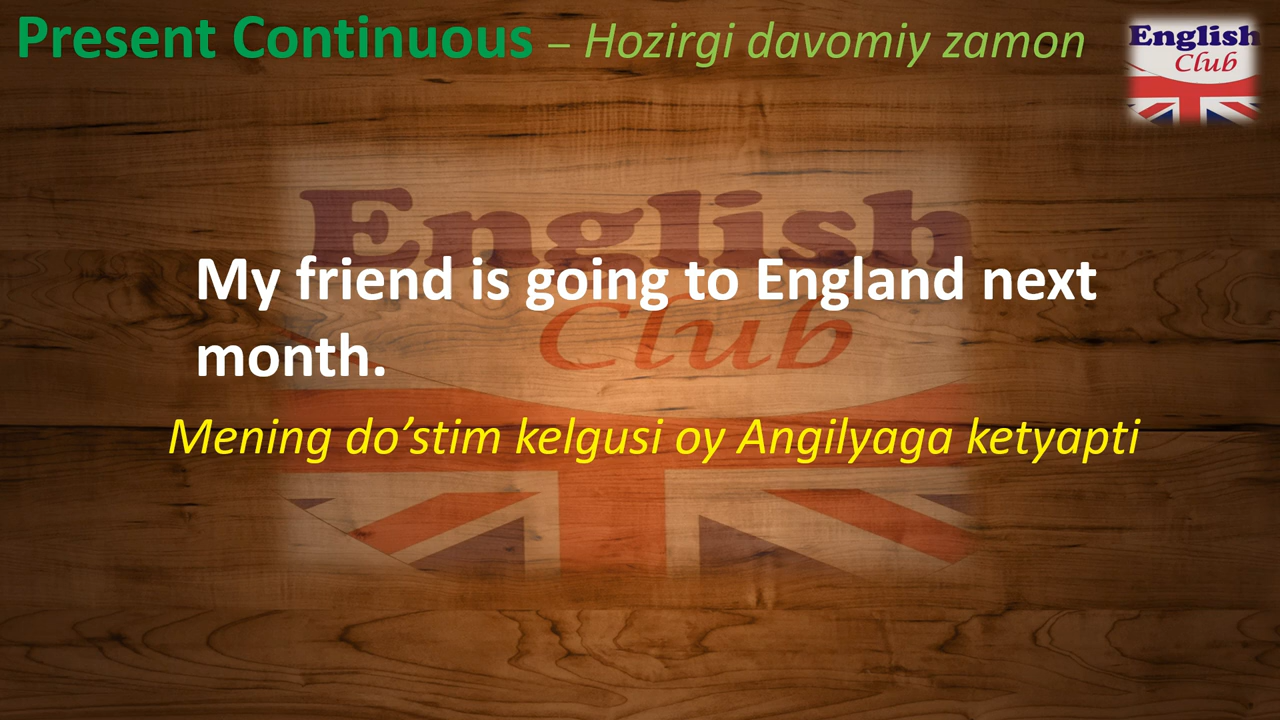 Present Continuous – Hozirgi davomiy zamon
English
Club
English
Club
My friend is going to England next
month.
Mening do’stim kelgusi oy Angilyaga ketyapti